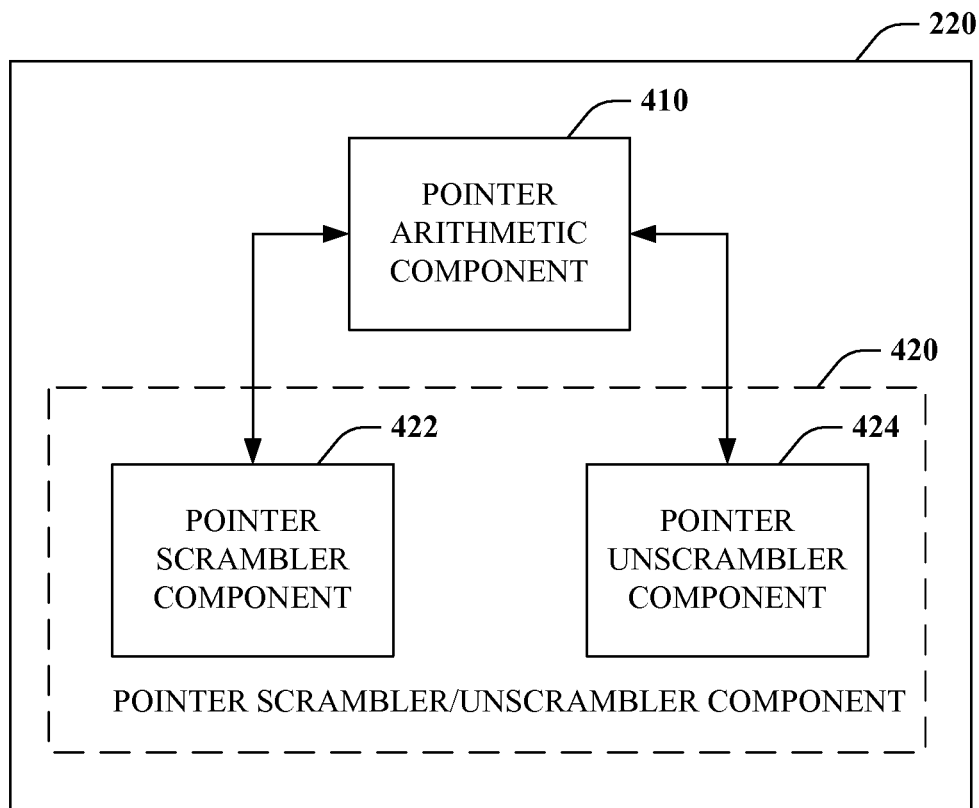 220
410
POINTER
ARITHMETIC
COMPONENT
420
422
424
POINTER
SCRAMBLER
COMPONENT
POINTER
UNSCRAMBLER
COMPONENT
POINTER SCRAMBLER/UNSCRAMBLER COMPONENT